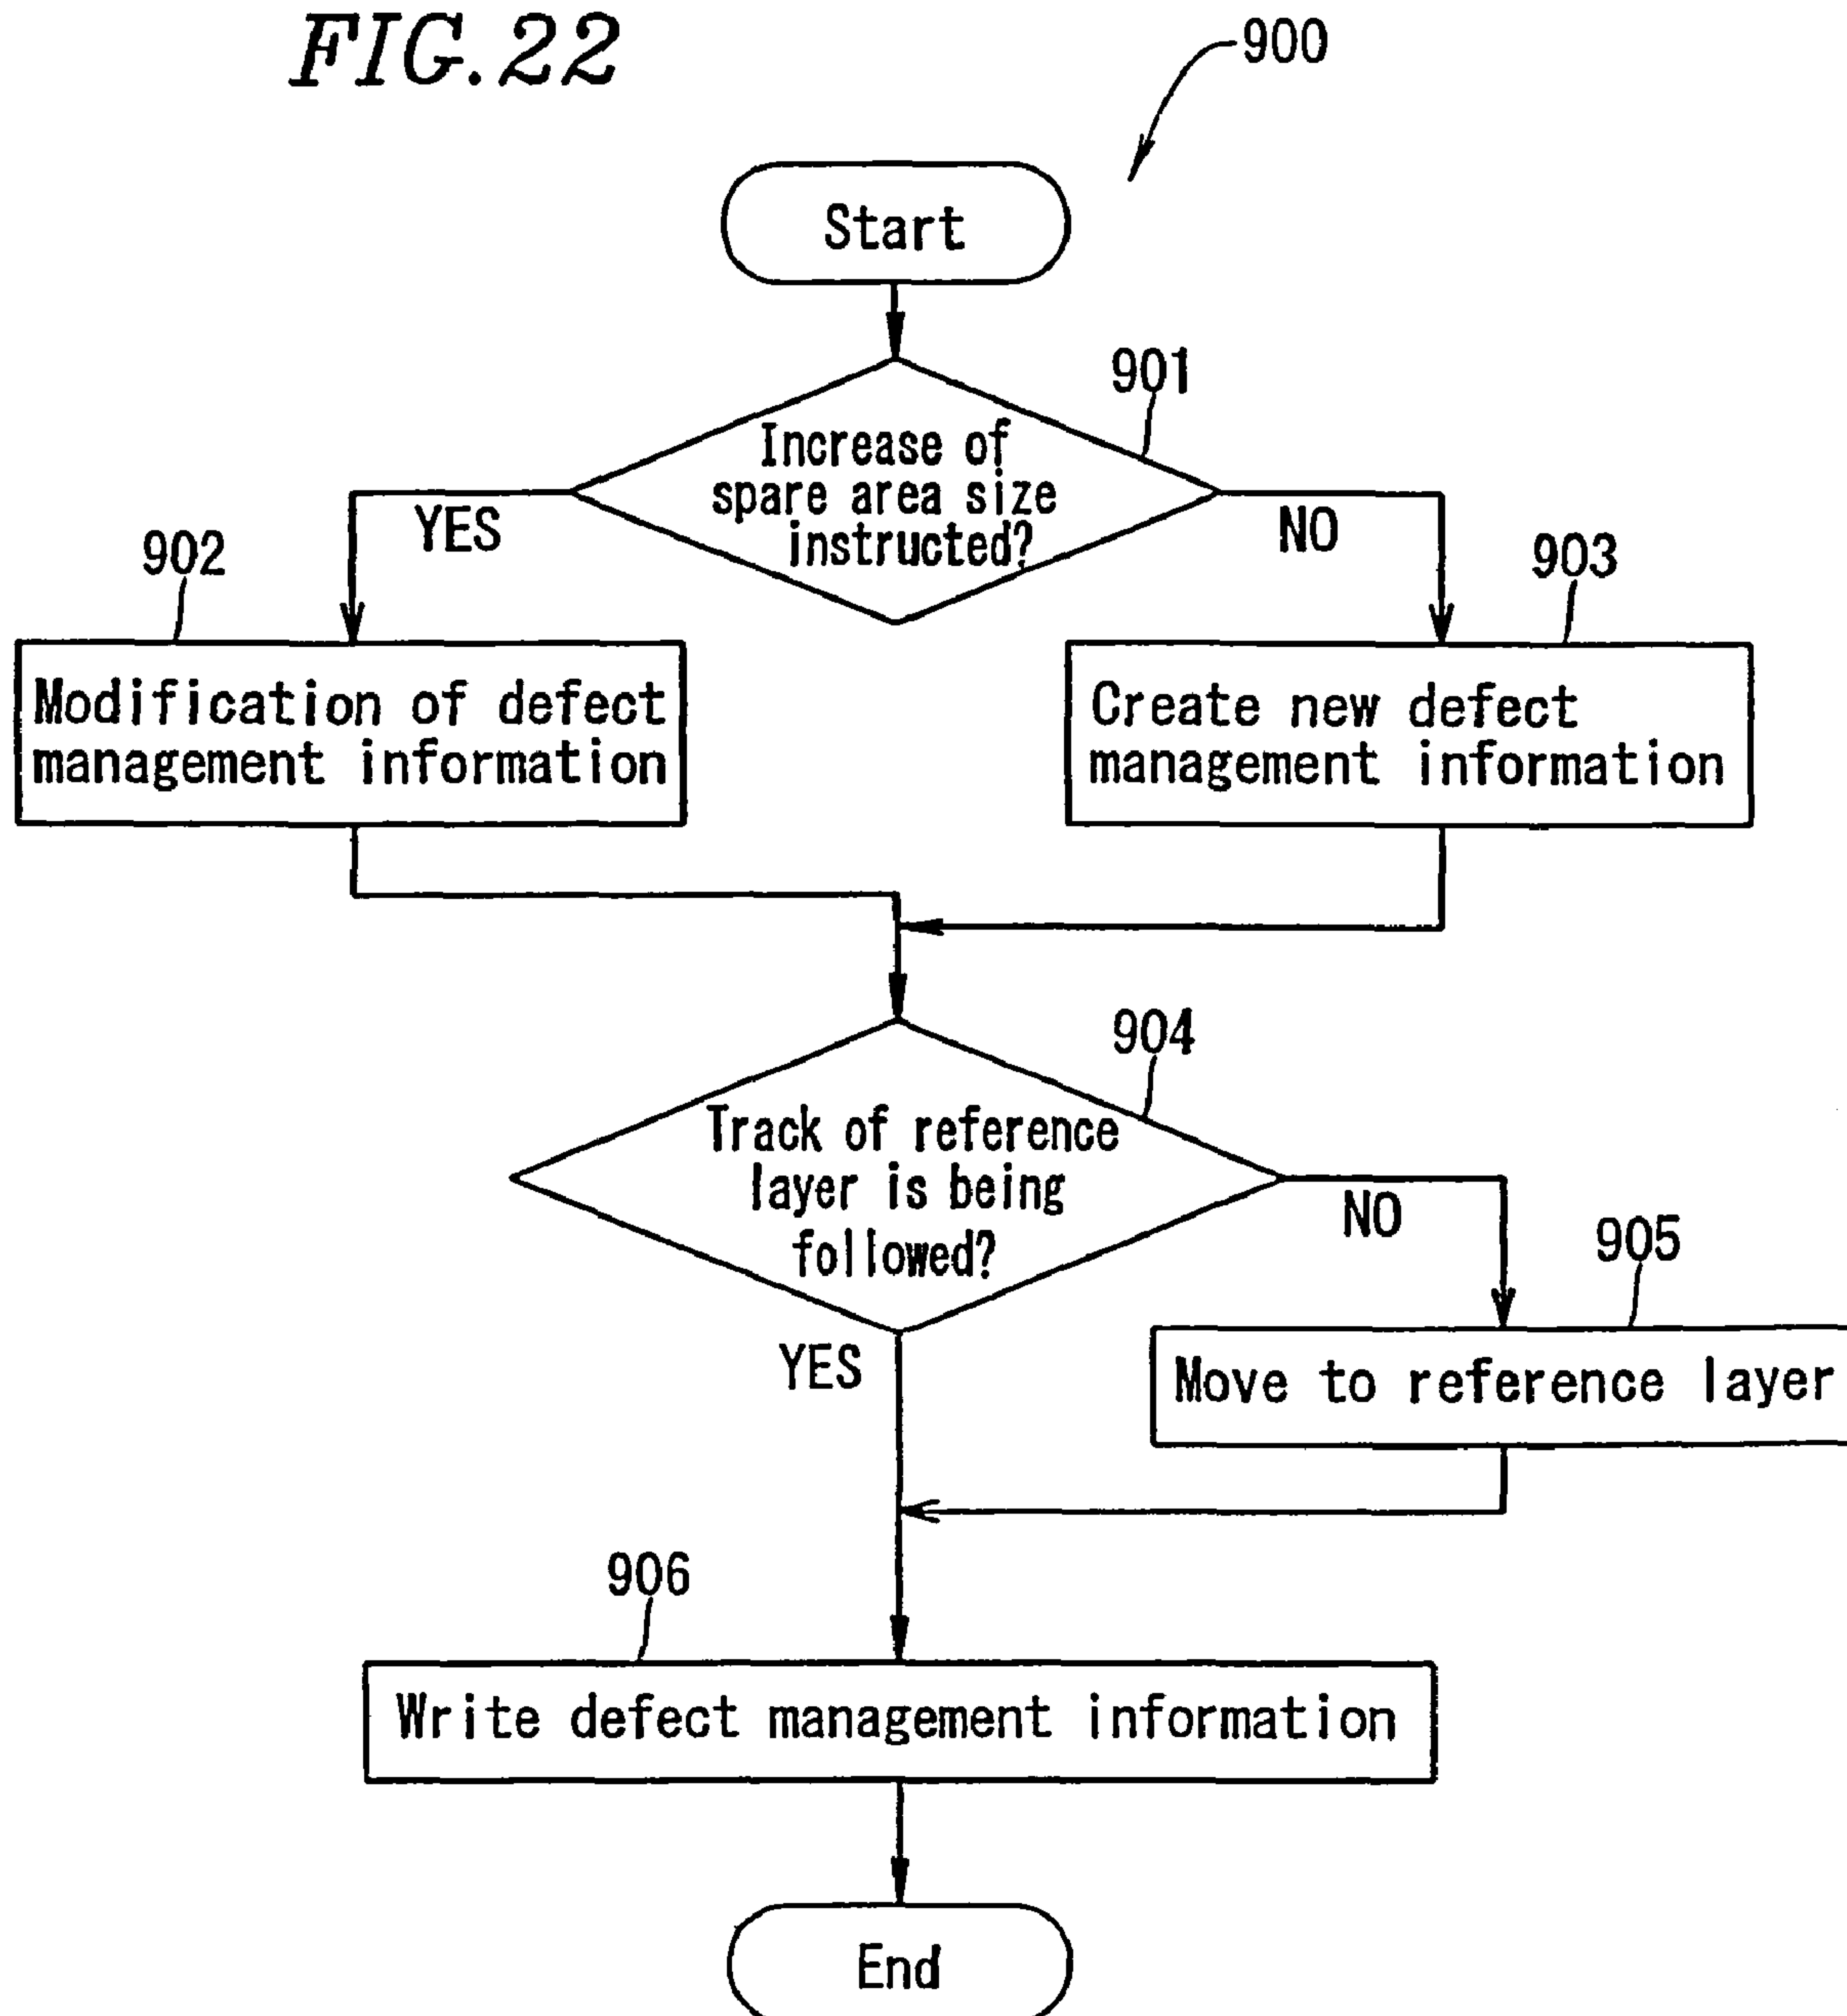 FIG.22
900
Start
901
Increase of
spare area size
instructed?
YES
NO
902
903
Modification of defect
management information
Create new defect
management information
904
Track of reference
layer is being
followed?
NO
YES
905
Move to reference layer
906
Write defect management information
End